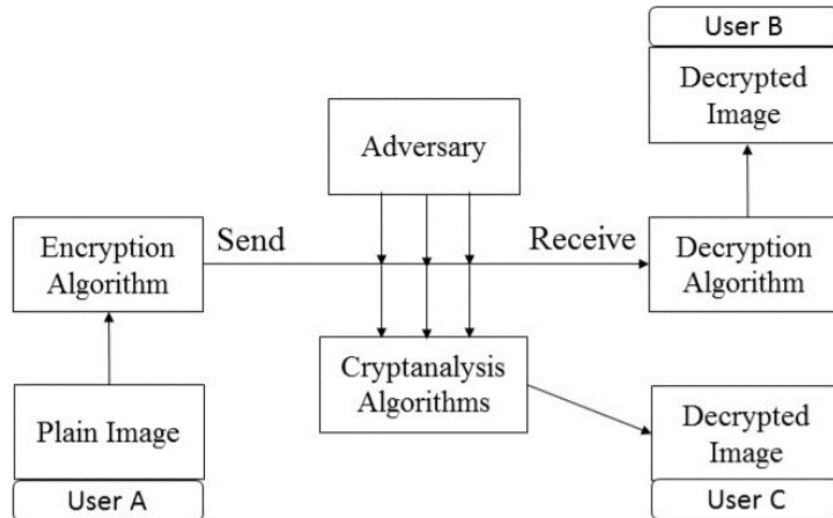 User B
Decrypted
Image
Adversary
Encryption
Algorithm
Send
Receive
Decryption
Algorithm
Cryptanalysis
Algorithms
Plain Image
User A
Decrypted
Image
User C